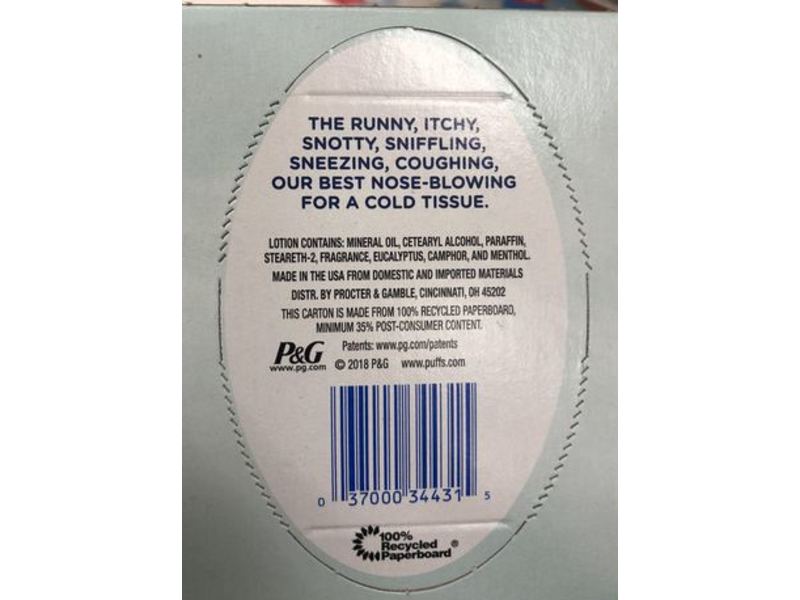 THE RUNNY, ITCHY,
SNOTTY, SNIFFLING,
SNEEZING, COUGHING,
OUR BEST NOSE-BLOWING
FOR A COLD TISSUE.
LOTION CONTAINS: MINERAL OIL, CETEARYL ALCOHOL, PARAFFIN,
STEARETH-2, FRAGRANCE, EUCALYPTUS, CAMPHOR, AND MENTHOL.
MADE IN THE USA FROM DOMESTIC AND IMPORTED MATERIALS
DISTR. BY PROCTER & GAMBLE, CINCINNATI, OH 45202
THIS CARTON IS MADE FROM 100% RECYCLED PAPERBOARD,
MINIMUM 35% POST-CONSUMER CONTENT.
Patents: www.pg.com/patents
P&G
www.pg.com © 2018 P&G www.puffs.com
0 37000 34431 5
100%
Recycled
Paperboard ®